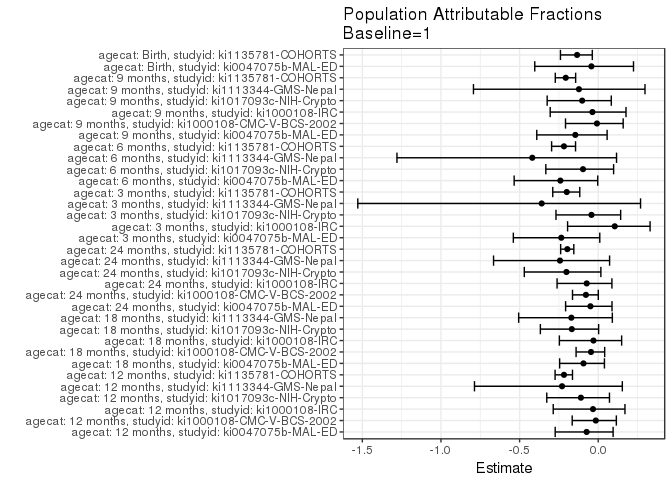 Population Attributable Fractions
Baseline=1
agecat: Birth, studyid: ki1135781-COHORTS
agecat: Birth, studyid: ki0047075b-MAL-ED
agecat: 9 months, studyid: ki1135781-COHORTS
agecat: 9 months, studyid: ki1113344-GMS-Nepal
agecat: 9 months, studyid: ki1017093c-NIH-Crypto
agecat: 9 months, studyid: ki1000108-IRC
agecat: 9 months, studyid: ki1000108-CMC-V-BCS-2002
agecat: 9 months, studyid: ki0047075b-MAL-ED
agecat: 6 months, studyid: ki1135781-COHORTS
agecat: 6 months, studyid: ki1113344-GMS-Nepal
agecat: 6 months, studyid: ki1017093c-NIH-Crypto
agecat: 6 months, studyid: ki0047075b-MAL-ED
agecat: 3 months, studyid: ki1135781-COHORTS
agecat: 3 months, studyid: ki1113344-GMS-Nepal
agecat: 3 months, studyid: ki1017093c-NIH-Crypto
agecat: 3 months, studyid: ki1000108-IRC
agecat: 3 months, studyid: ki0047075b-MAL-ED
agecat: 24 months, studyid: ki1135781-COHORTS
agecat: 24 months, studyid: ki1113344-GMS-Nepal
agecat: 24 months, studyid: ki1017093c-NIH-Crypto
agecat: 24 months, studyid: ki1000108-IRC
agecat: 24 months, studyid: ki1000108-CMC-V-BCS-2002
agecat: 24 months, studyid: ki0047075b-MAL-ED
agecat: 18 months, studyid: ki1113344-GMS-Nepal
agecat: 18 months, studyid: ki1017093c-NIH-Crypto
agecat: 18 months, studyid: ki1000108-IRC
agecat: 18 months, studyid: ki1000108-CMC-V-BCS-2002
agecat: 18 months, studyid: ki0047075b-MAL-ED
agecat: 12 months, studyid: ki1135781-COHORTS
agecat: 12 months, studyid: ki1113344-GMS-Nepal
agecat: 12 months, studyid: ki1017093c-NIH-Crypto
agecat: 12 months, studyid: ki1000108-IRC
agecat: 12 months, studyid: ki1000108-CMC-V-BCS-2002
agecat: 12 months, studyid: ki0047075b-MAL-ED
-1.5 -1.0 -0.5 0.0
Estimate